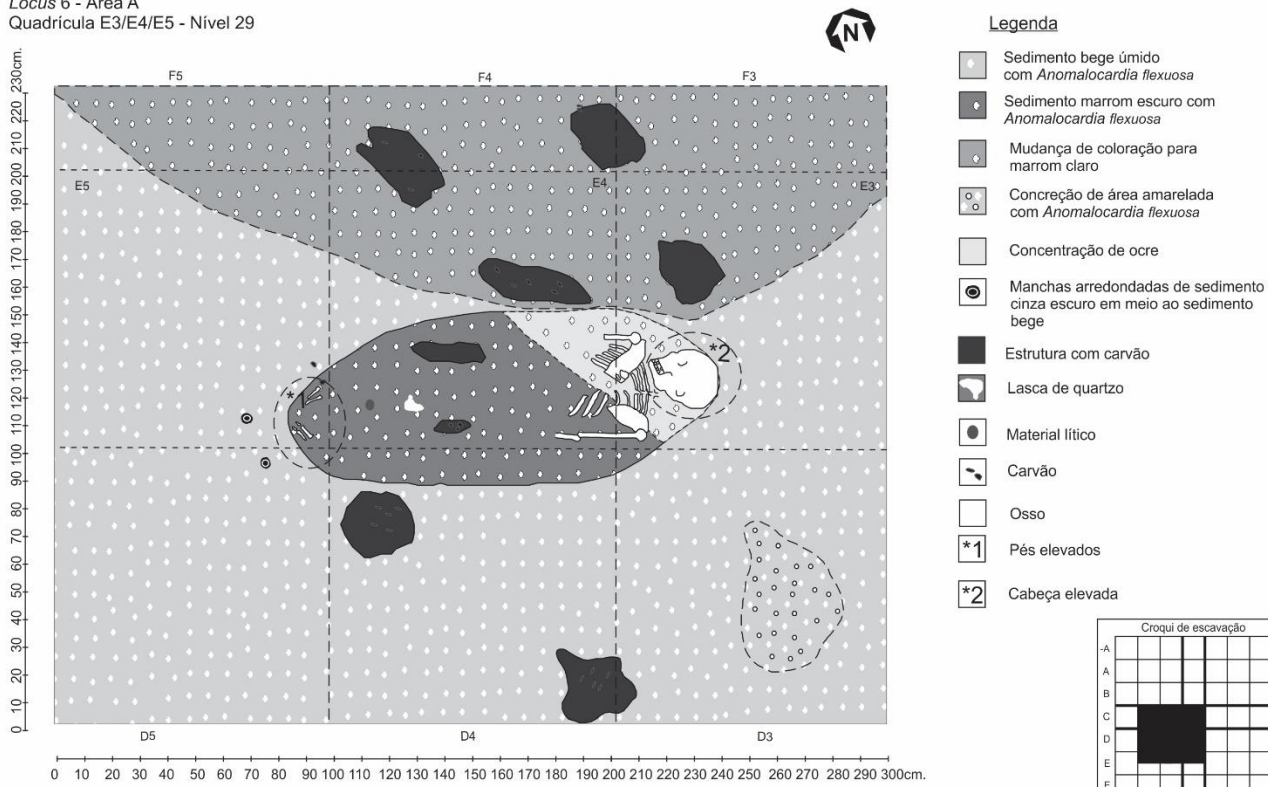 Locus 6 - Área A
Quadrícula E3/E4/E5 - Nível 29
N
F5 F4 F3
E5 E4 E3
*1 *2
D5 D4 D3
230cm.
220
210
200
190
180
170
160
150
140
130
120
110
100
90
80
70
60
50
40
30
20
10
0
0 10 20 30 40 50 60 70 80 90 100 110 120 130 140 150 160 170 180 190 200 210 220 230 240 250 260 270 280 290 300cm.
Legenda
Sedimento bege úmido
com Anomalocardia flexuosa
Sedimento marrom escuro com
Anomalocardia flexuosa
Mudança de coloração para
marrom claro
Concreção de área amarelada
com Anomalocardia flexuosa
Concentração de ocre
Manchas arredondadas de sedimento
cinza escuro em meio ao sedimento
bege
Estrutura com carvão
Lasca de quartzo
Material lítico
Carvão
Osso
*1 Pés elevados
*2 Cabeça elevada
Croqui de escavação
-A
A
B
C
D
E